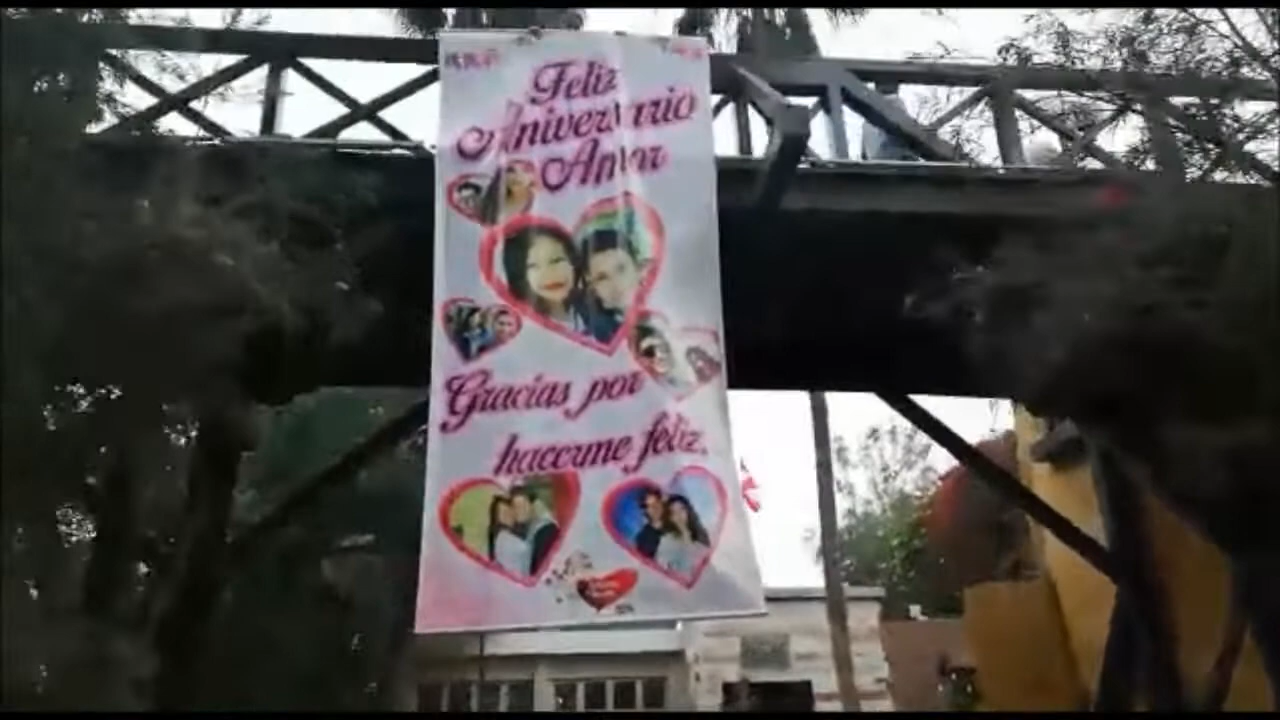 Feliz
Aniversario
Amor
Gracias por
hacerme feliz.